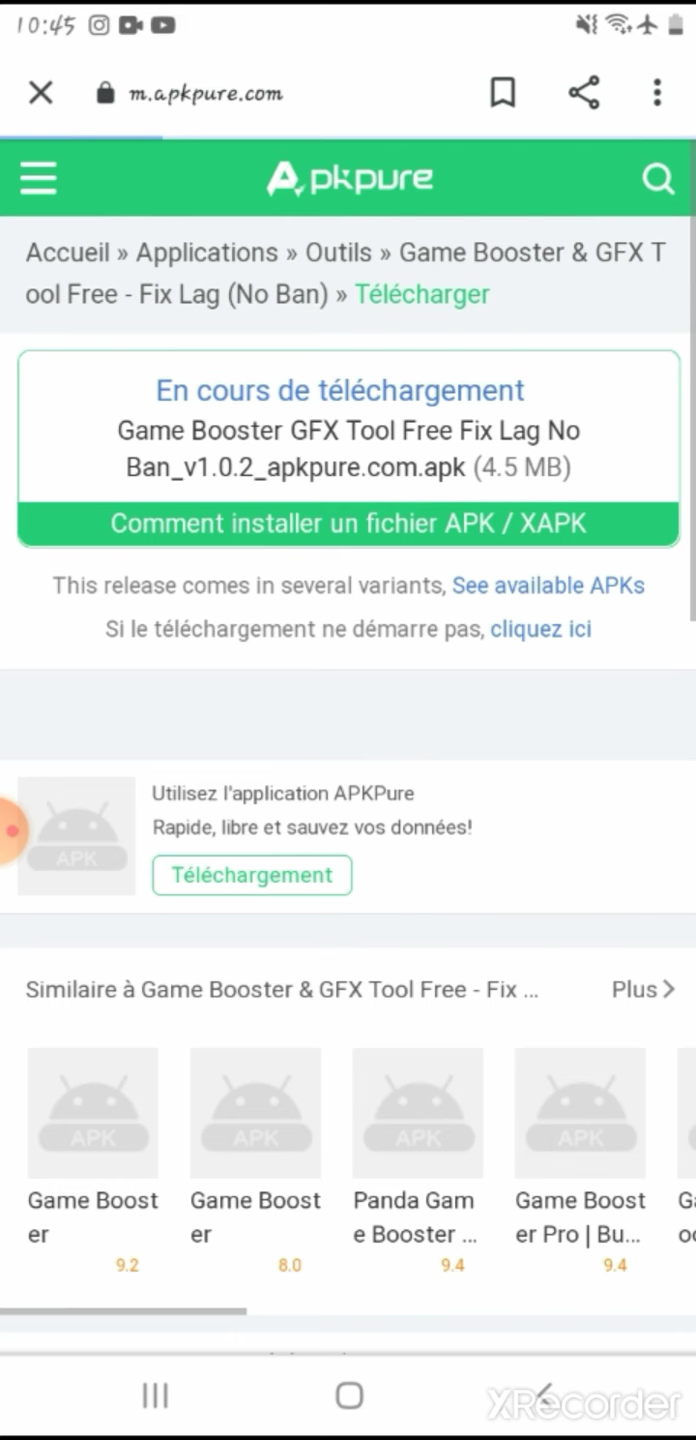 10:45
m.apkpure.com
Apkpure
Accueil » Applications » Outils » Game Booster & GFX T
ool Free - Fix Lag (No Ban) » Télécharger
En cours de téléchargement
Game Booster GFX Tool Free Fix Lag No
Ban_v1.0.2_apkpure.com.apk (4.5 MB)
Comment installer un fichier APK / XAPK
This release comes in several variants, See available APKs
Si le téléchargement ne démarre pas, cliquez ici
APK
Utilisez l'application APKPure
Rapide, libre et sauvez vos données!
Téléchargement
Similaire à Game Booster & GFX Tool Free - Fix ...
Plus
APK APK APK APK
Game Boost Game Boost Panda Gam Game Boost
er er e Booster ... er Pro | Bu...
9.2 8.0 9.4 9.4
XRecorder